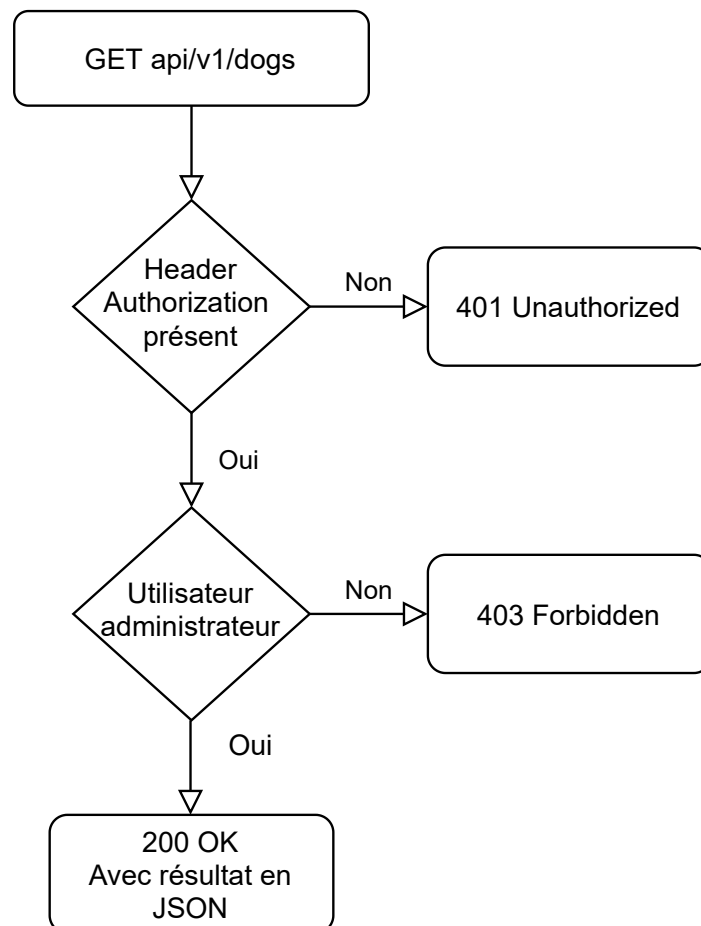 GET api/v1/dogs
Header
Authorization
présent
Non
401 Unauthorized
Oui
Utilisateur
administrateur
Non
403 Forbidden
Oui
200 OK
Avec résultat en
JSON